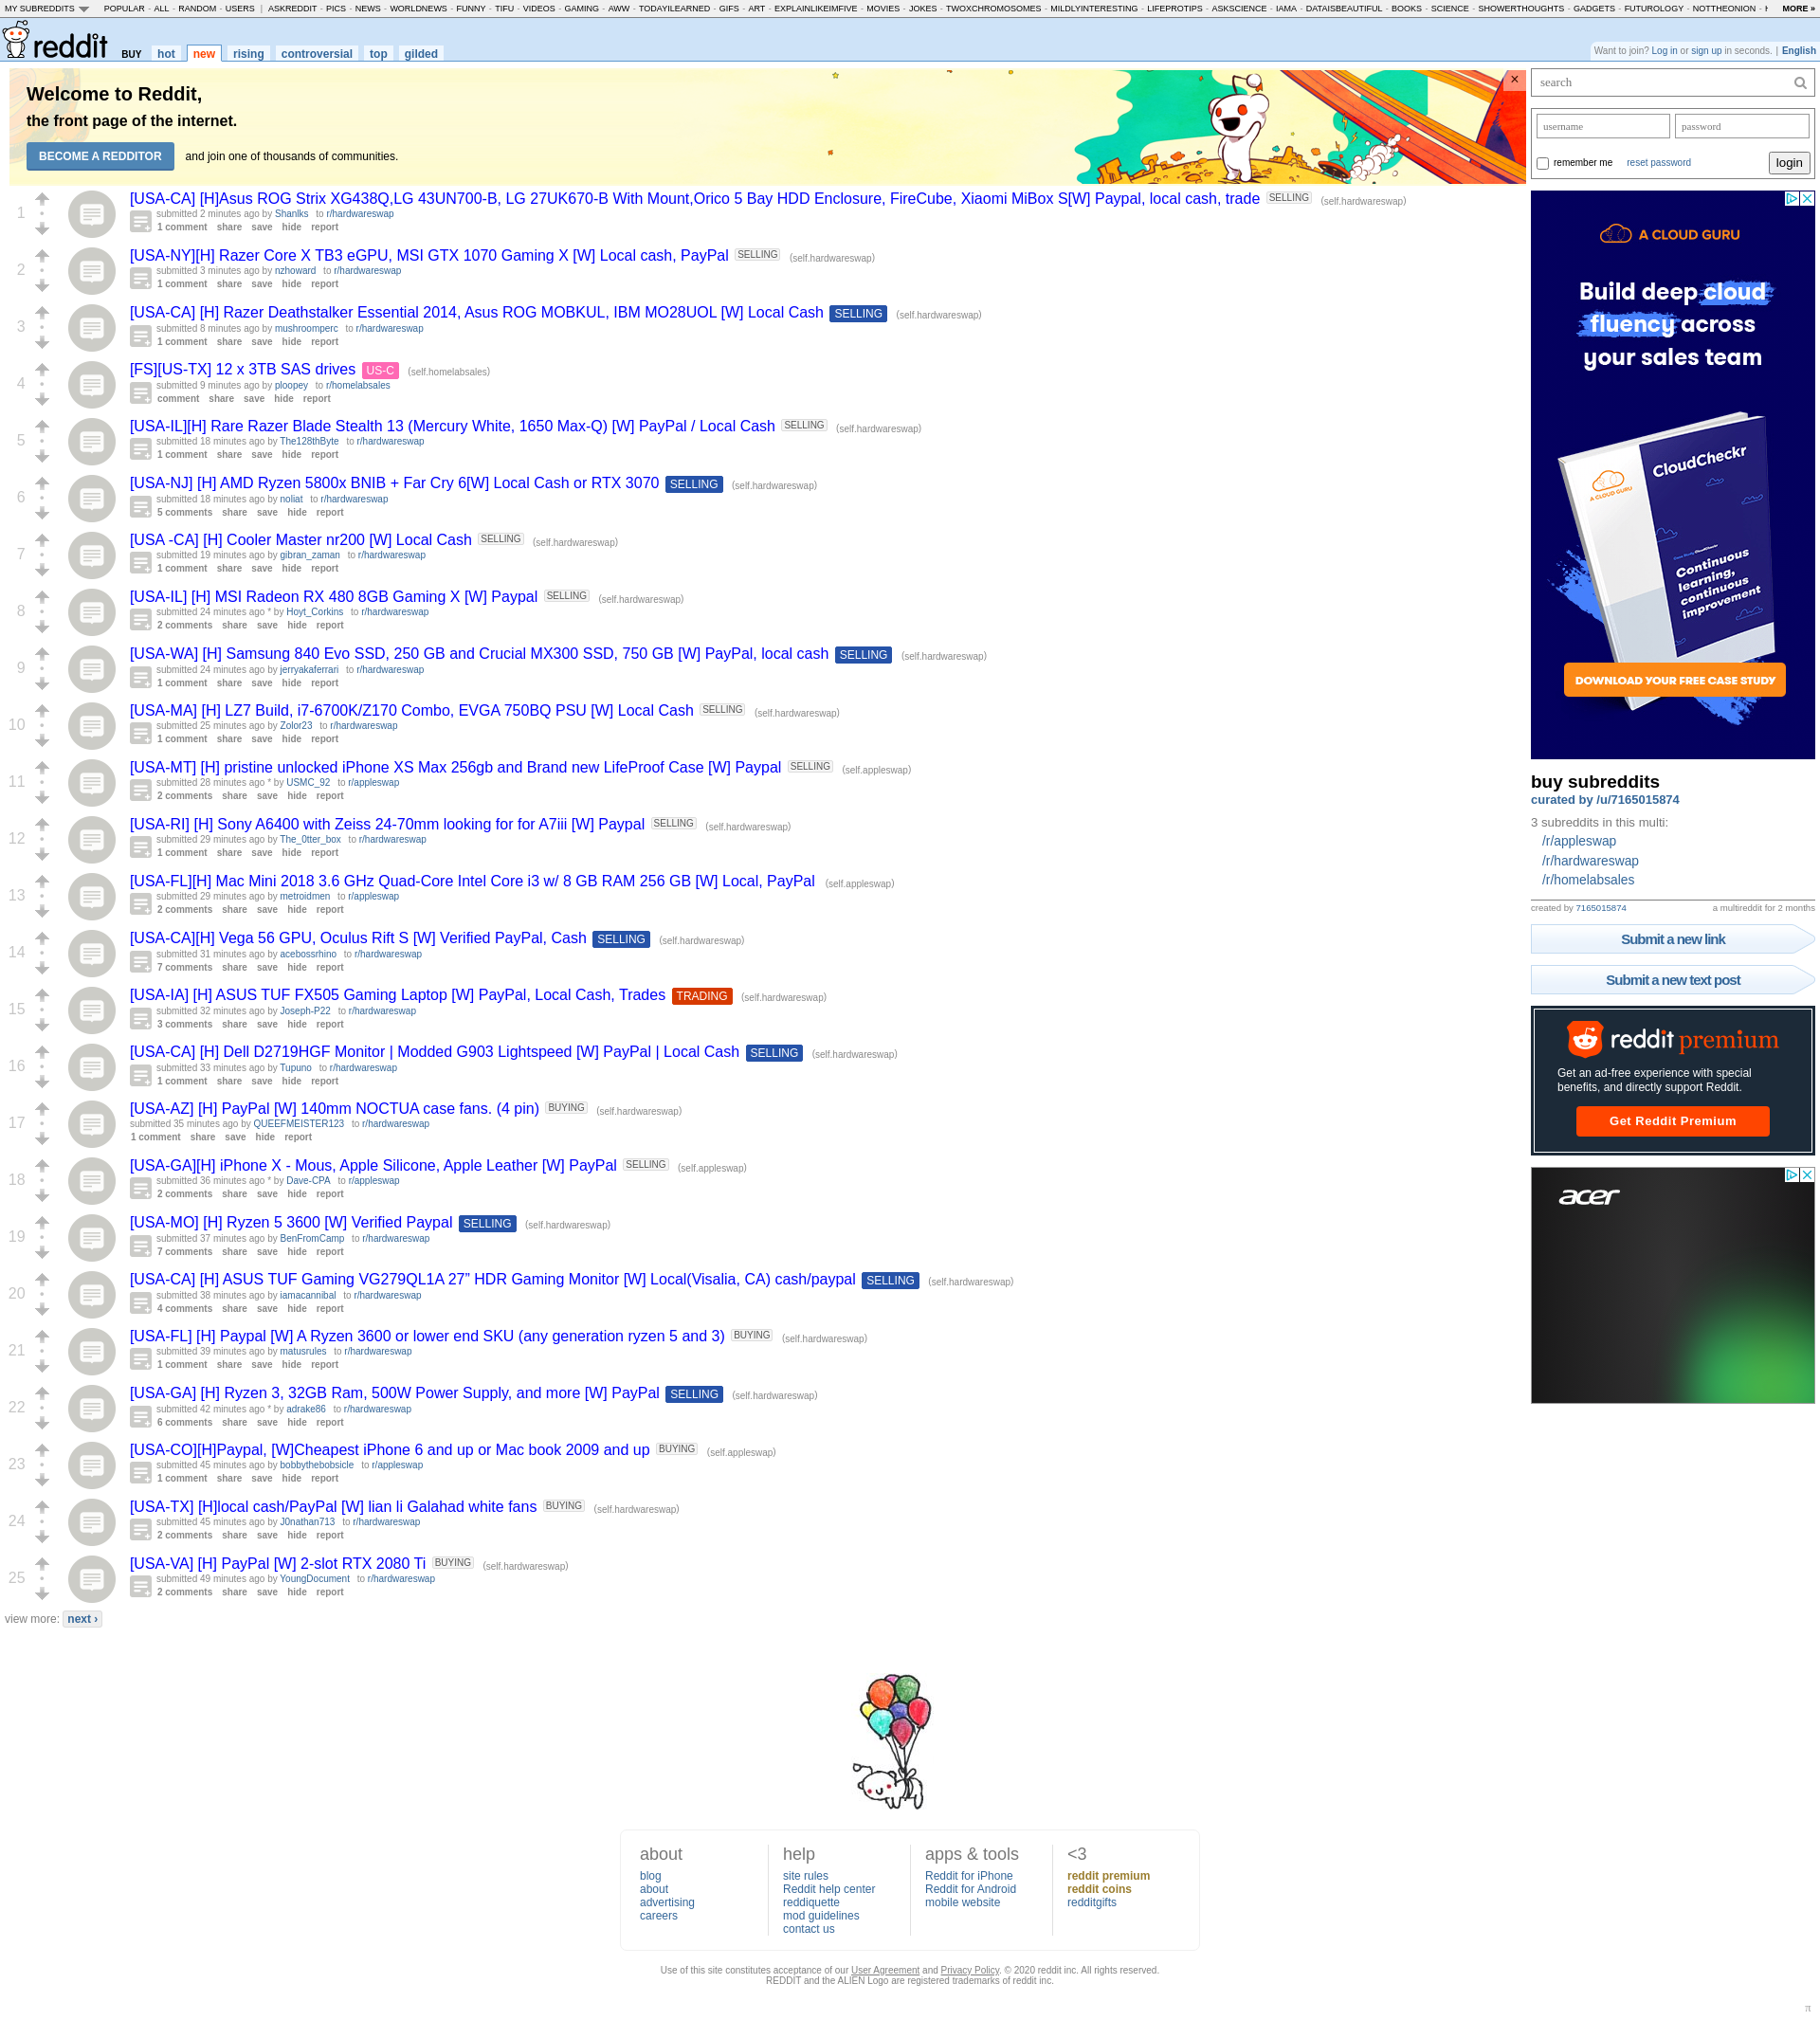 MY SUBREDDITS POPULAR - ALL - RANDOM - USERS | ASKREDDIT - PICS - NEWS - WORLDNEWS - FUNNY - TIFU - VIDEOS - GAMING - AWW - TODAYILEARNED - GIFS - ART - EXPLAINLIKEIMFIVE - MOVIES - JOKES - TWOXCHROMOSOMES - MILDLYINTERESTING - LIFEPROTIPS - ASKSCIENCE - IAMA - DATAISBEAUTIFUL - BOOKS - SCIENCE - SHOWERTHOUGHTS - GADGETS - FUTUROLOGY - NOTTHEONION - MORE »
reddit BUY hot new rising controversial top gilded
Want to join? Log in or sign up in seconds. | English
Welcome to Reddit,
the front page of the internet.
BECOME A REDDITOR and join one of thousands of communities.
×
1
[USA-CA] [H]Asus ROG Strix XG438Q,LG 43UN700-B, LG 27UK670-B With Mount,Orico 5 Bay HDD Enclosure, FireCube, Xiaomi MiBox S[W] Paypal, local cash, trade SELLING (self.hardwareswap)
submitted 2 minutes ago by Shanlks to r/hardwareswap
1 comment share save hide report
2
[USA-NY][H] Razer Core X TB3 eGPU, MSI GTX 1070 Gaming X [W] Local cash, PayPal SELLING (self.hardwareswap)
submitted 3 minutes ago by nzhoward to r/hardwareswap
1 comment share save hide report
3
[USA-CA] [H] Razer Deathstalker Essential 2014, Asus ROG MOBKUL, IBM MO28UOL [W] Local Cash SELLING (self.hardwareswap)
submitted 8 minutes ago by mushroomperc to r/hardwareswap
1 comment share save hide report
4
[FS][US-TX] 12 x 3TB SAS drives US-C (self.homelabsales)
submitted 9 minutes ago by ploopey to r/homelabsales
comment share save hide report
5
[USA-IL][H] Rare Razer Blade Stealth 13 (Mercury White, 1650 Max-Q) [W] PayPal / Local Cash SELLING (self.hardwareswap)
submitted 18 minutes ago by The128thByte to r/hardwareswap
1 comment share save hide report
6
[USA-NJ] [H] AMD Ryzen 5800x BNIB + Far Cry 6[W] Local Cash or RTX 3070 SELLING (self.hardwareswap)
submitted 18 minutes ago by noliat to r/hardwareswap
5 comments share save hide report
7
[USA -CA] [H] Cooler Master nr200 [W] Local Cash SELLING (self.hardwareswap)
submitted 19 minutes ago by gibran_zaman to r/hardwareswap
1 comment share save hide report
8
[USA-IL] [H] MSI Radeon RX 480 8GB Gaming X [W] Paypal SELLING (self.hardwareswap)
submitted 24 minutes ago * by Hoyt_Corkins to r/hardwareswap
2 comments share save hide report
9
[USA-WA] [H] Samsung 840 Evo SSD, 250 GB and Crucial MX300 SSD, 750 GB [W] PayPal, local cash SELLING (self.hardwareswap)
submitted 24 minutes ago by jerryakaferrari to r/hardwareswap
1 comment share save hide report
10
[USA-MA] [H] LZ7 Build, i7-6700K/Z170 Combo, EVGA 750BQ PSU [W] Local Cash SELLING (self.hardwareswap)
submitted 25 minutes ago by Zolor23 to r/hardwareswap
1 comment share save hide report
11
[USA-MT] [H] pristine unlocked iPhone XS Max 256gb and Brand new LifeProof Case [W] Paypal SELLING (self.appleswap)
submitted 28 minutes ago * by USMC_92 to r/appleswap
2 comments share save hide report
12
[USA-RI] [H] Sony A6400 with Zeiss 24-70mm looking for for A7iii [W] Paypal SELLING (self.hardwareswap)
submitted 29 minutes ago by The_0tter_box to r/hardwareswap
1 comment share save hide report
13
[USA-FL][H] Mac Mini 2018 3.6 GHz Quad-Core Intel Core i3 w/ 8 GB RAM 256 GB [W] Local, PayPal (self.appleswap)
submitted 29 minutes ago by metroidmen to r/appleswap
2 comments share save hide report
14
[USA-CA][H] Vega 56 GPU, Oculus Rift S [W] Verified PayPal, Cash SELLING (self.hardwareswap)
submitted 31 minutes ago by acebossrhino to r/hardwareswap
7 comments share save hide report
15
[USA-IA] [H] ASUS TUF FX505 Gaming Laptop [W] PayPal, Local Cash, Trades TRADING (self.hardwareswap)
submitted 32 minutes ago by Joseph-P22 to r/hardwareswap
3 comments share save hide report
16
[USA-CA] [H] Dell D2719HGF Monitor | Modded G903 Lightspeed [W] PayPal | Local Cash SELLING (self.hardwareswap)
submitted 33 minutes ago by Tupuno to r/hardwareswap
1 comment share save hide report
17
[USA-AZ] [H] PayPal [W] 140mm NOCTUA case fans. (4 pin) BUYING (self.hardwareswap)
submitted 35 minutes ago by QUEEFMEISTER123 to r/hardwareswap
1 comment share save hide report
18
[USA-GA][H] iPhone X - Mous, Apple Silicone, Apple Leather [W] PayPal SELLING (self.appleswap)
submitted 36 minutes ago * by Dave-CPA to r/appleswap
2 comments share save hide report
19
[USA-MO] [H] Ryzen 5 3600 [W] Verified Paypal SELLING (self.hardwareswap)
submitted 37 minutes ago by BenFromCamp to r/hardwareswap
7 comments share save hide report
20
[USA-CA] [H] ASUS TUF Gaming VG279QL1A 27” HDR Gaming Monitor [W] Local(Visalia, CA) cash/paypal SELLING (self.hardwareswap)
submitted 38 minutes ago by iamacannibal to r/hardwareswap
4 comments share save hide report
21
[USA-FL] [H] Paypal [W] A Ryzen 3600 or lower end SKU (any generation ryzen 5 and 3) BUYING (self.hardwareswap)
submitted 39 minutes ago by matusrules to r/hardwareswap
1 comment share save hide report
22
[USA-GA] [H] Ryzen 3, 32GB Ram, 500W Power Supply, and more [W] PayPal SELLING (self.hardwareswap)
submitted 42 minutes ago * by adrake86 to r/hardwareswap
6 comments share save hide report
23
[USA-CO][H]Paypal, [W]Cheapest iPhone 6 and up or Mac book 2009 and up BUYING (self.appleswap)
submitted 45 minutes ago by bobbythebobsicle to r/appleswap
1 comment share save hide report
24
[USA-TX] [H]local cash/PayPal [W] lian li Galahad white fans BUYING (self.hardwareswap)
submitted 45 minutes ago by J0nathan713 to r/hardwareswap
2 comments share save hide report
25
[USA-VA] [H] PayPal [W] 2-slot RTX 2080 Ti BUYING (self.hardwareswap)
submitted 49 minutes ago by YoungDocument to r/hardwareswap
2 comments share save hide report
view more: next ›
search
username password
remember me reset password login
A CLOUD GURU
Build deep cloud
fluency across
your sales team
CloudCheckr
A CLOUD GURU
Continuous
learning,
continuous
improvement
DOWNLOAD YOUR FREE CASE STUDY
buy subreddits
curated by /u/7165015874
3 subreddits in this multi:
/r/appleswap
/r/hardwareswap
/r/homelabsales
created by 7165015874 a multireddit for 2 months
Submit a new link
Submit a new text post
reddit premium
Get an ad-free experience with special
benefits, and directly support Reddit.
Get Reddit Premium
acer
about
blog
about
advertising
careers
help
site rules
Reddit help center
reddiquette
mod guidelines
contact us
apps & tools
Reddit for iPhone
Reddit for Android
mobile website
<3
reddit premium
reddit coins
redditgifts
Use of this site constitutes acceptance of our User Agreement and Privacy Policy. © 2020 reddit inc. All rights reserved.
REDDIT and the ALIEN Logo are registered trademarks of reddit inc.
π